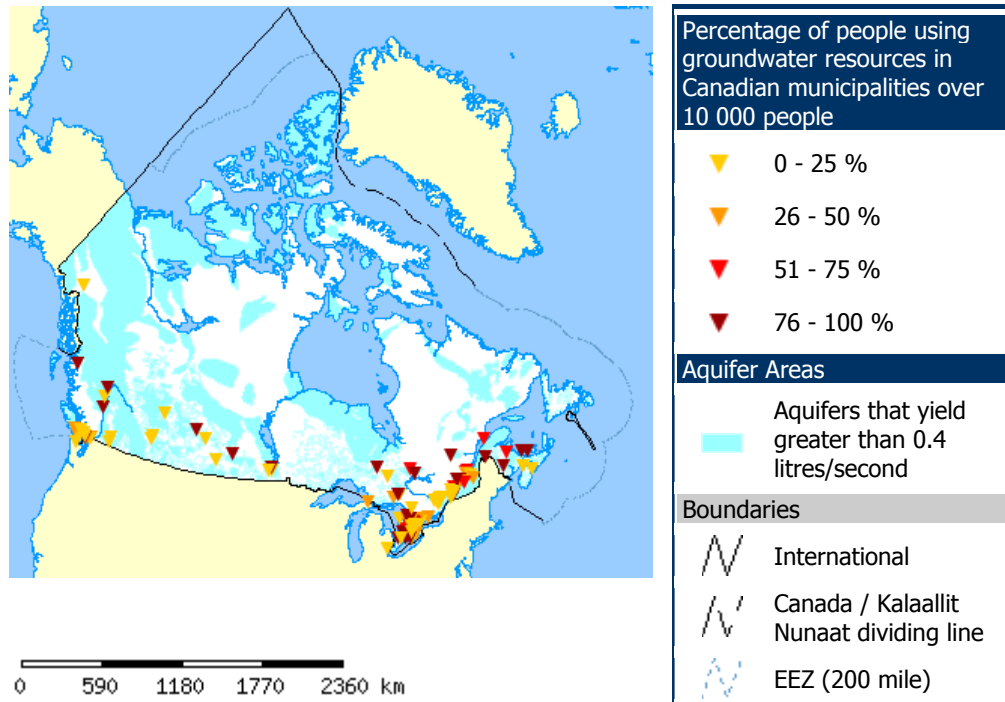 Percentage of people using
groundwater resources in
Canadian municipalities over
10 000 people
0 - 25 %
26 - 50 %
51 - 75 %
76 - 100 %
Aquifer Areas
Aquifers that yield
greater than 0.4
litres/second
Boundaries
International
Canada / Kalaallit
Nunaat dividing line
EEZ (200 mile)
0 590 1180 1770 2360 km